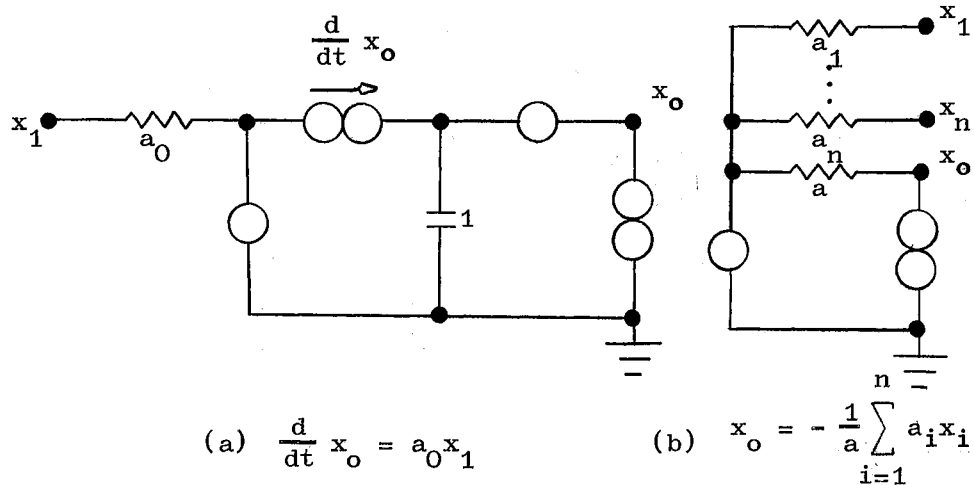 d/dt x_o
x_1
a_0
x_o
1
x_1
a_1
x_n
a_n
x_o
a
(a) d/dt x_o = a_0 x_1
(b) x_o = - 1/a ∑_{i=1}^{n} a_i x_i